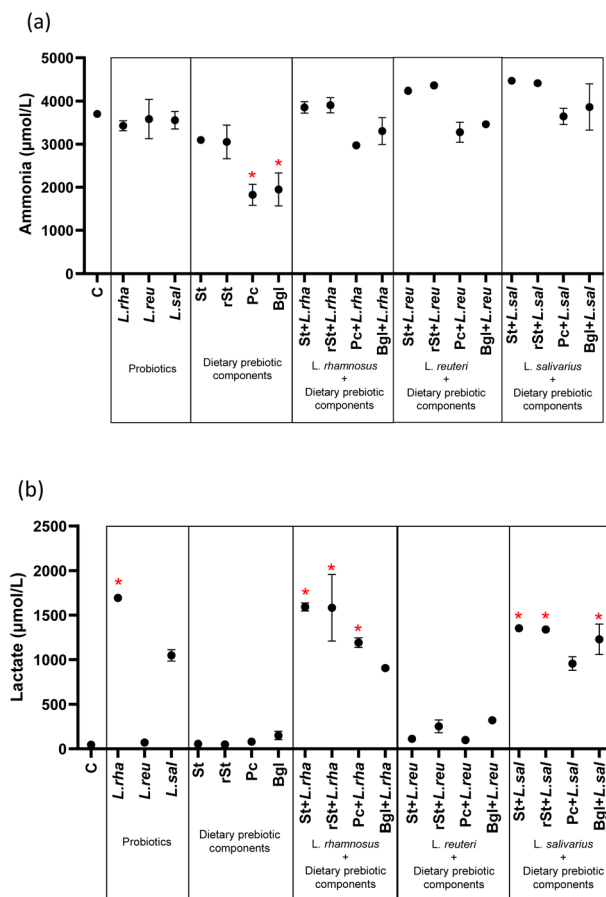 (a)
Ammonia (µmol/L)
5000
4000
3000
2000
1000
0
* *
C
L.rha
L.reu
L.sal
St
rSt
Pc
Bgl
St+L.rha
rSt+L.rha
Pc+L.rha
Bgl+L.rha
St+L.reu
rSt+L.reu
Pc+L.reu
Bgl+L.reu
St+L.sal
rSt+L.sal
Pc+L.sal
Bgl+L.sal
Probiotics
Dietary prebiotic
components
L. rhamnosus
+
Dietary prebiotic
components
L. reuteri
+
Dietary prebiotic
components
L. salivarius
+
Dietary prebiotic
components
(b)
Lactate (µmol/L)
2500
2000
1500
1000
500
0
* * * * * * *
C
L.rha
L.reu
L.sal
St
rSt
Pc
Bgl
St+L.rha
rSt+L.rha
Pc+L.rha
Bgl+L.rha
St+L.reu
rSt+L.reu
Pc+L.reu
Bgl+L.reu
St+L.sal
rSt+L.sal
Pc+L.sal
Bgl+L.sal
Probiotics
Dietary prebiotic
components
L. rhamnosus
+
Dietary prebiotic
components
L. reuteri
+
Dietary prebiotic
components
L. salivarius
+
Dietary prebiotic
components